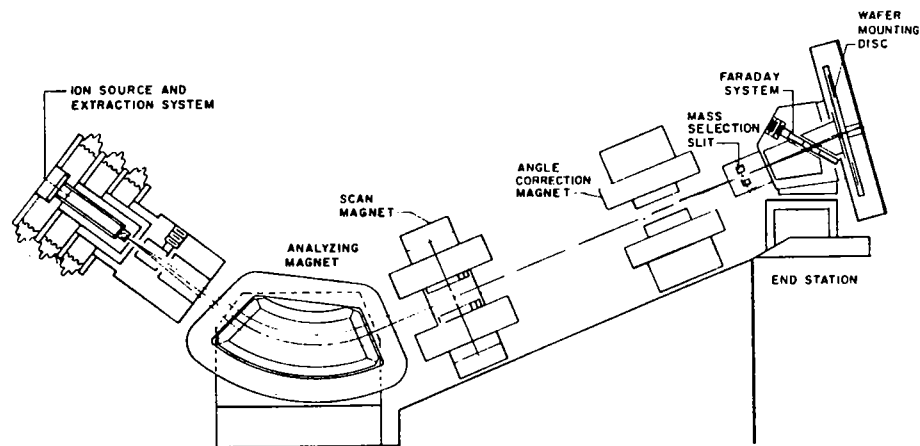 WAFER
MOUNTING
DISC
FARADAY
SYSTEM
MASS
SELECTION
SLIT
ION SOURCE AND
EXTRACTION SYSTEM
ANGLE
CORRECTION
MAGNET
SCAN
MAGNET
ANALYZING
MAGNET
END STATION